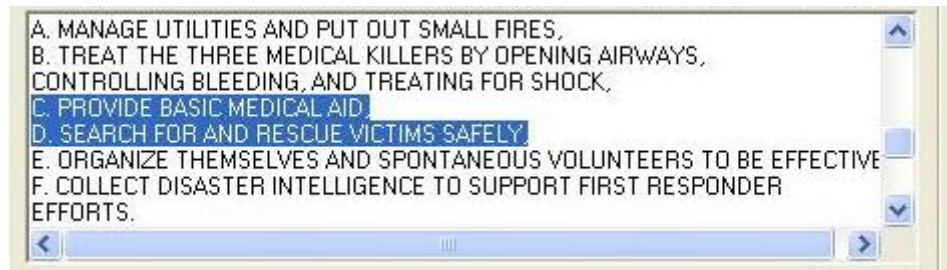 A. MANAGE UTILITIES AND PUT OUT SMALL FIRES,
B. TREAT THE THREE MEDICAL KILLERS BY OPENING AIRWAYS,
CONTROLLING BLEEDING, AND TREATING FOR SHOCK,
C. PROVIDE BASIC MEDICAL AID,
D. SEARCH FOR AND RESCUE VICTIMS SAFELY,
E. ORGANIZE THEMSELVES AND SPONTANEOUS VOLUNTEERS TO BE EFFECTIVE
F. COLLECT DISASTER INTELLIGENCE TO SUPPORT FIRST RESPONDER
EFFORTS.